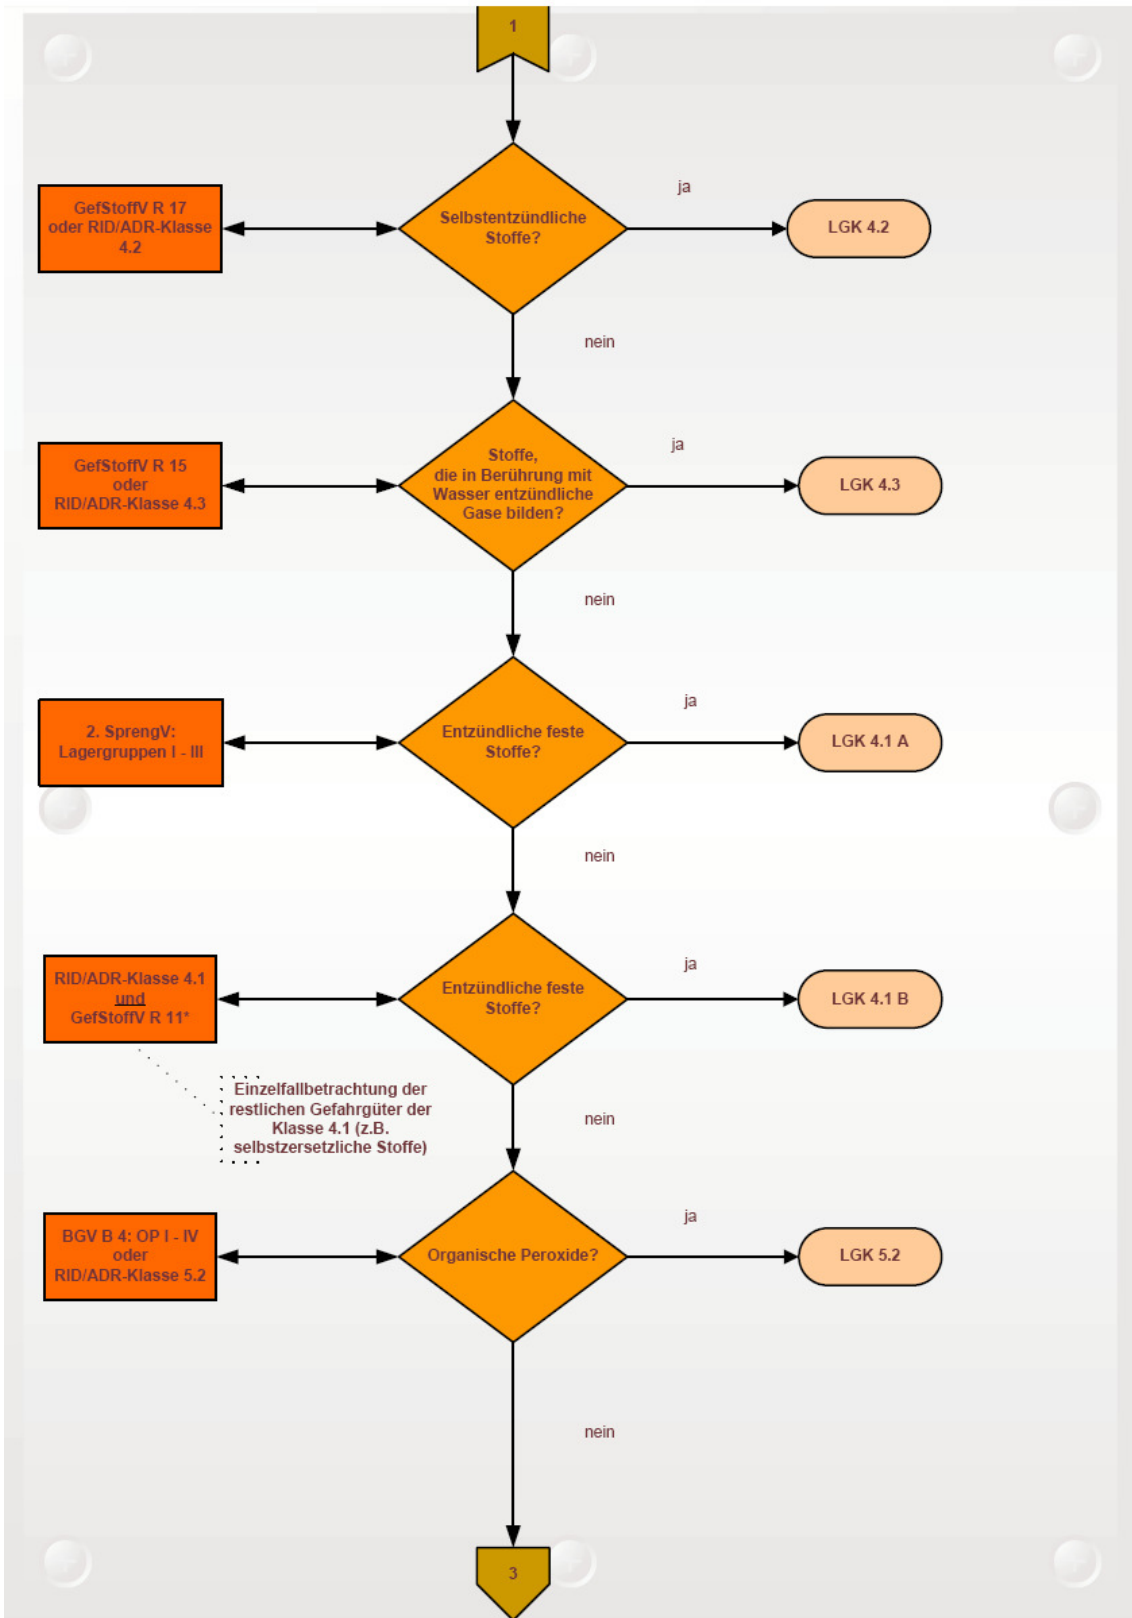 1
GefStoffV R 17
oder RID/ADR-Klasse
4.2
Selbstentzündliche
Stoffe?
ja
LGK 4.2
nein
GefStoffV R 15
oder
RID/ADR-Klasse 4.3
Stoffe,
die in Berührung mit
Wasser entzündliche
Gase bilden?
ja
LGK 4.3
nein
2. SprengV:
Lagergruppen I - III
Entzündliche feste
Stoffe?
ja
LGK 4.1 A
nein
RID/ADR-Klasse 4.1
und
GefStoffV R 11*
Entzündliche feste
Stoffe?
ja
LGK 4.1 B
Einzelfallbetrachtung der
restlichen Gefahrgüter der
Klasse 4.1 (z.B.
selbstzersetzliche Stoffe)
nein
BGV B 4: OP I - IV
oder
RID/ADR-Klasse 5.2
Organische Peroxide?
ja
LGK 5.2
nein
3